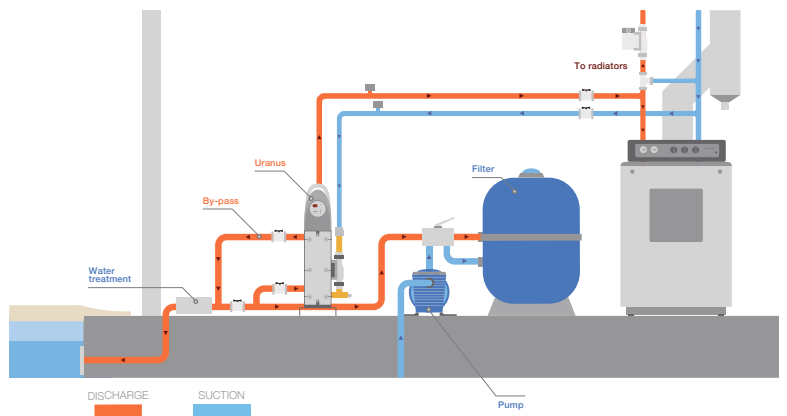 To radiators
Uranus
Filter
By-pass
Water
treatment
DISCHARGE
SUCTION
Pump